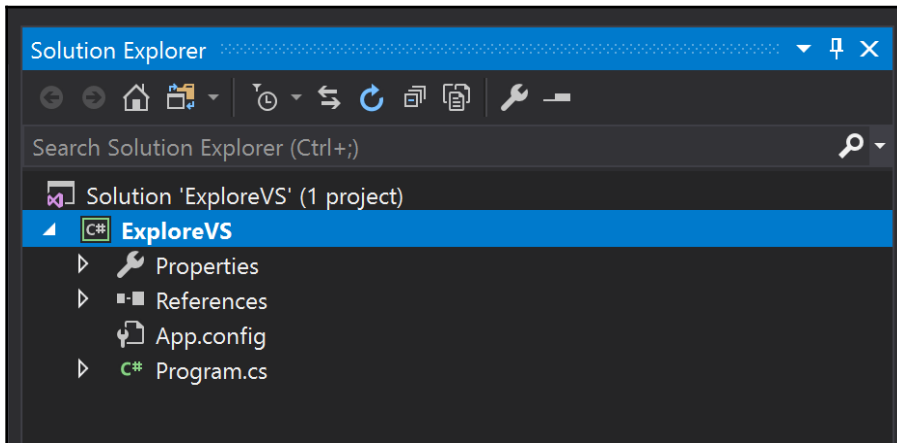 Solution Explorer
Search Solution Explorer (Ctrl+;)
Solution 'ExploreVS' (1 project)
C# ExploreVS
Properties
References
App.config
C# Program.cs